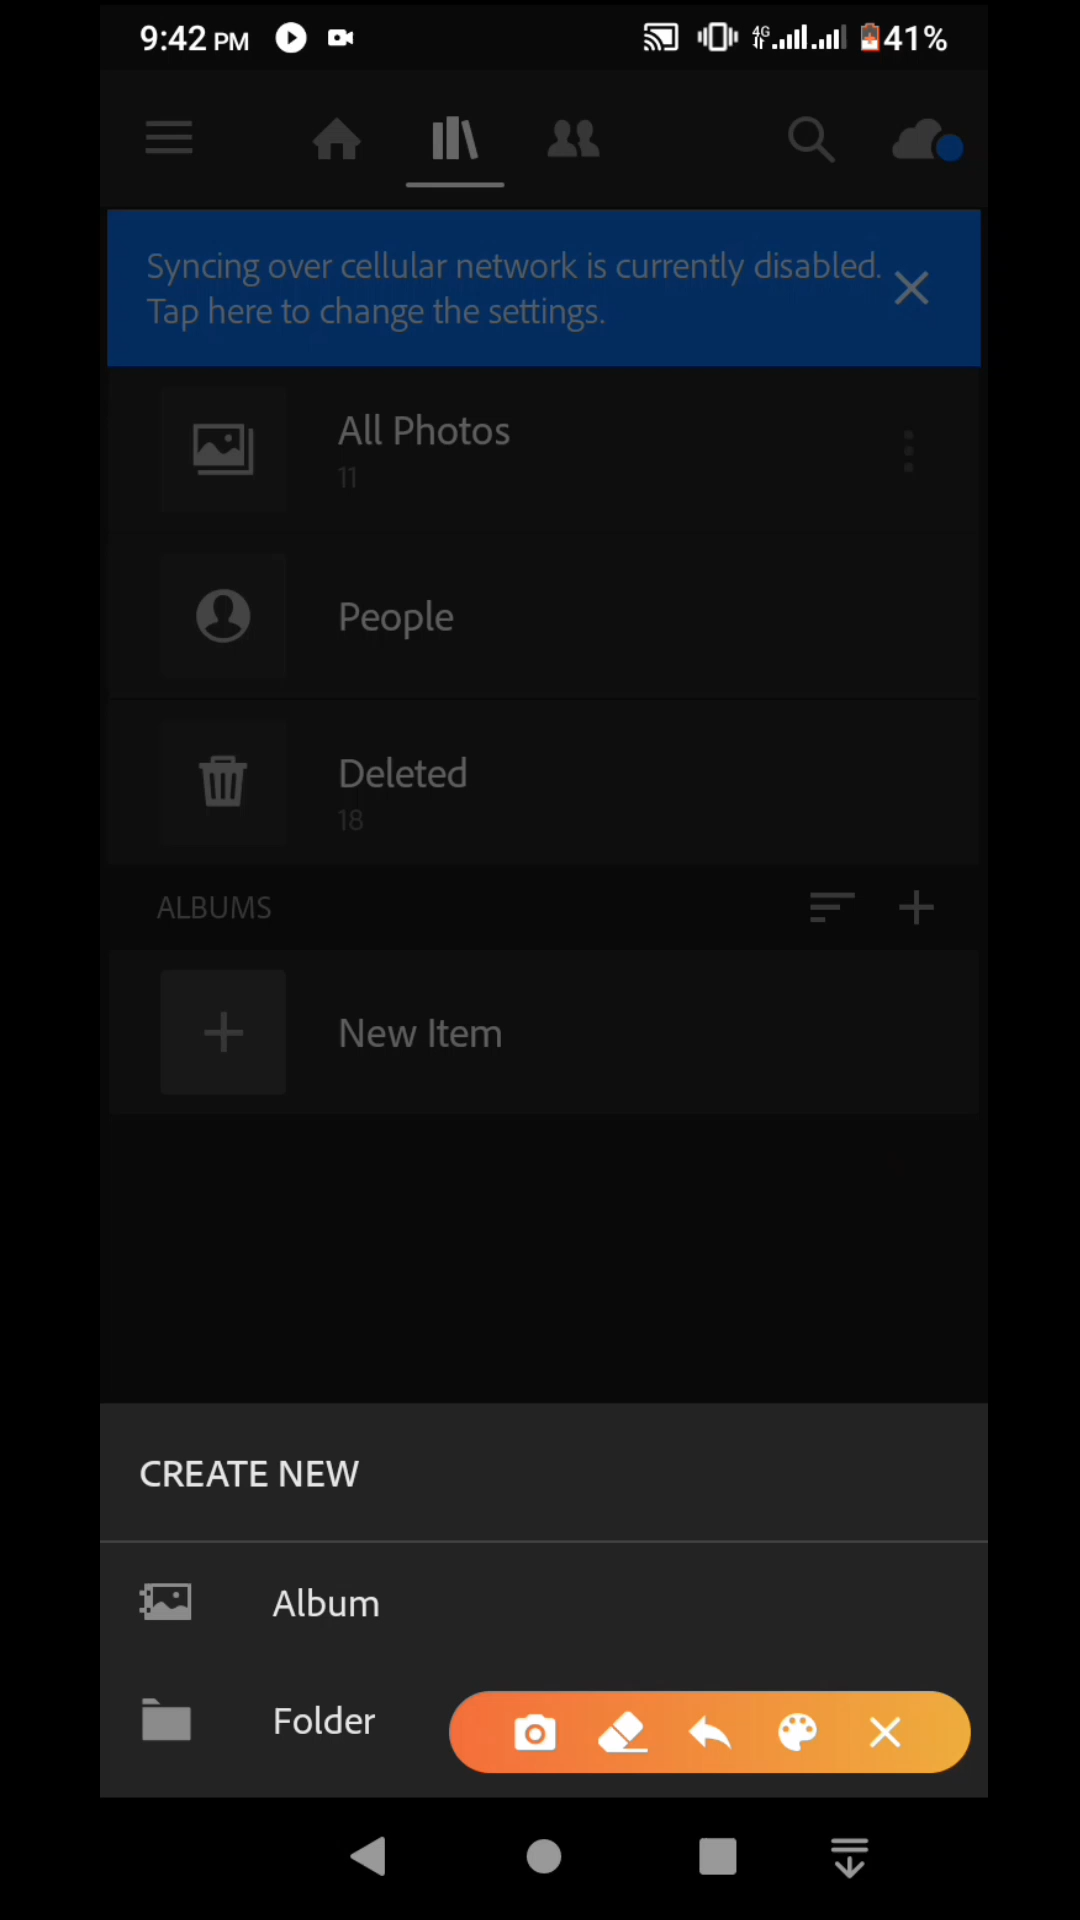 9:42 PM 4G 41%
Syncing over cellular network is currently disabled.
Tap here to change the settings.
All Photos
11
People
Deleted
18
ALBUMS
New Item
CREATE NEW
Album
Folder